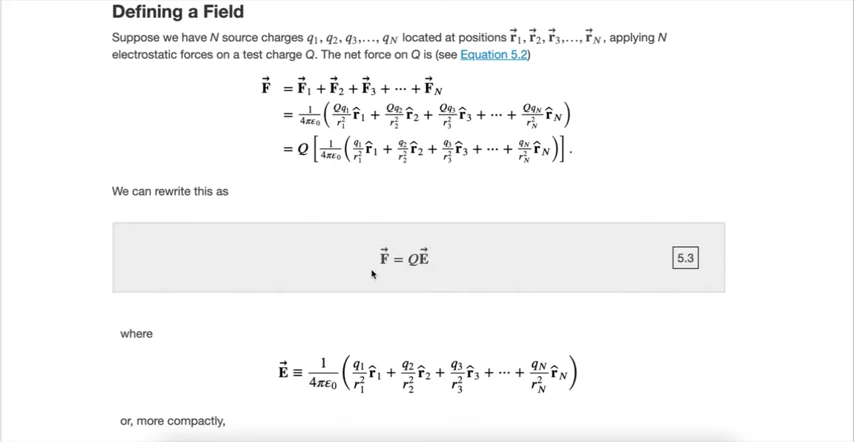 Defining a Field
Suppose we have N source charges q₁, q₂, q₃,…, q_N located at positions r⃗₁, r⃗₂, r⃗₃,…, r⃗_N, applying N
electrostatic forces on a test charge Q. The net force on Q is (see Equation 5.2)
F⃗ = F⃗₁ + F⃗₂ + F⃗₃ + ⋯ + F⃗_N
= 1/(4πε₀) (Qq₁/r₁² r̂₁ + Qq₂/r₂² r̂₂ + Qq₃/r₃² r̂₃ + ⋯ + Qq_N/r_N² r̂_N)
= Q [1/(4πε₀) (q₁/r₁² r̂₁ + q₂/r₂² r̂₂ + q₃/r₃² r̂₃ + ⋯ + q_N/r_N² r̂_N)].
We can rewrite this as
F⃗ = QE⃗ 5.3
where
E⃗ ≡ 1/(4πε₀) (q₁/r₁² r̂₁ + q₂/r₂² r̂₂ + q₃/r₃² r̂₃ + ⋯ + q_N/r_N² r̂_N)
or, more compactly,